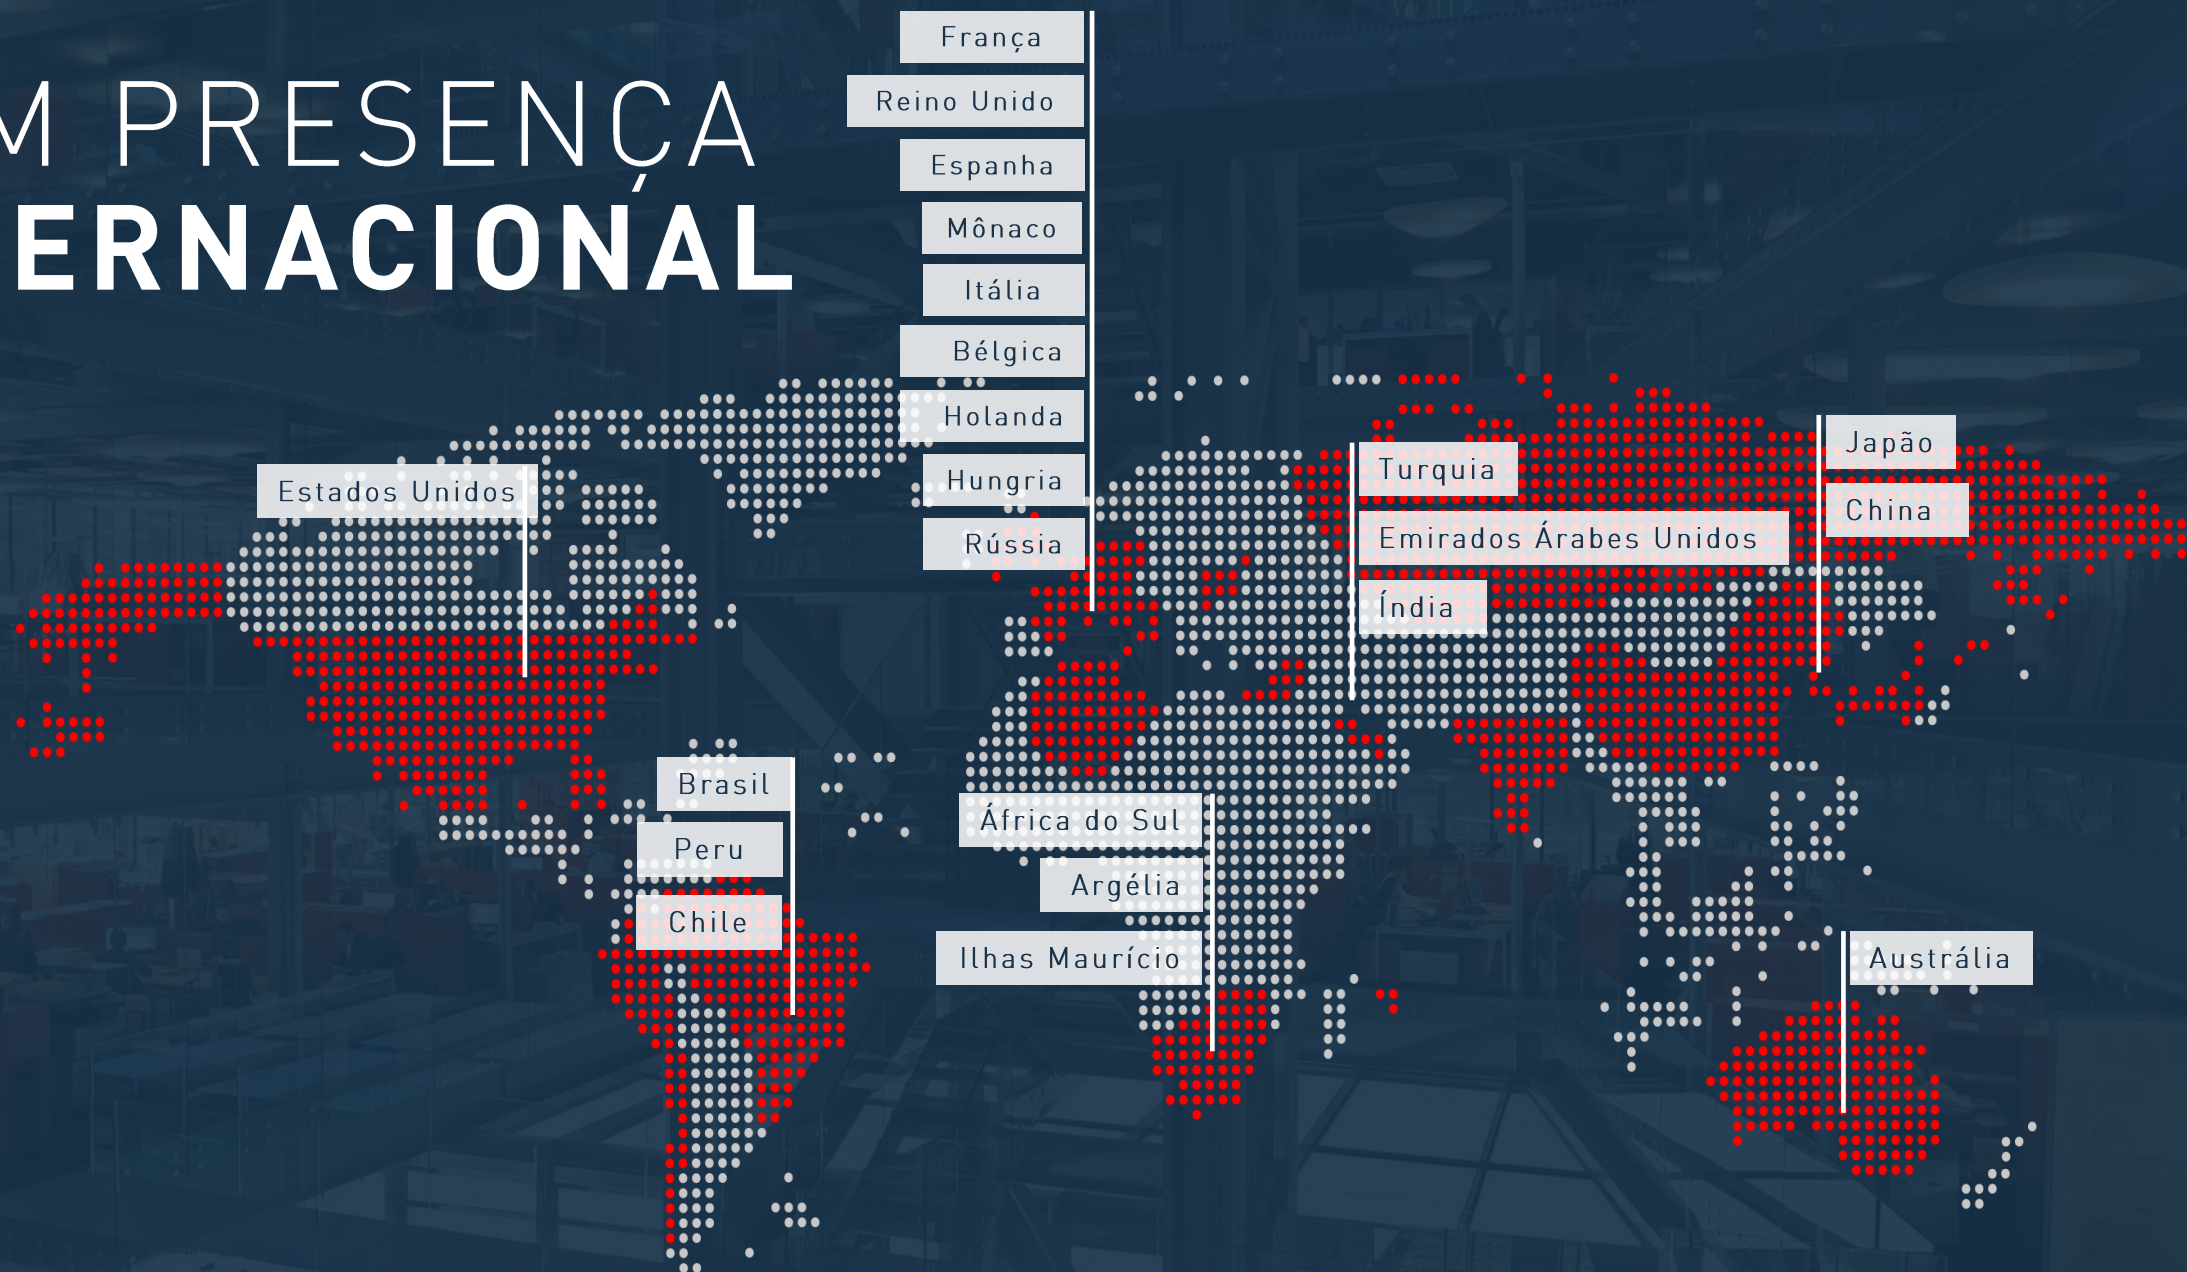 M PRESENÇA
ERNACIONAL
França
Reino Unido
Espanha
Mônaco
Itália
Bélgica
Holanda
Hungria
Rússia
Estados Unidos
Turquia
Emirados Árabes Unidos
Índia
Japão
China
Brasil
Peru
Chile
África do Sul
Argélia
Ilhas Maurício
Austrália